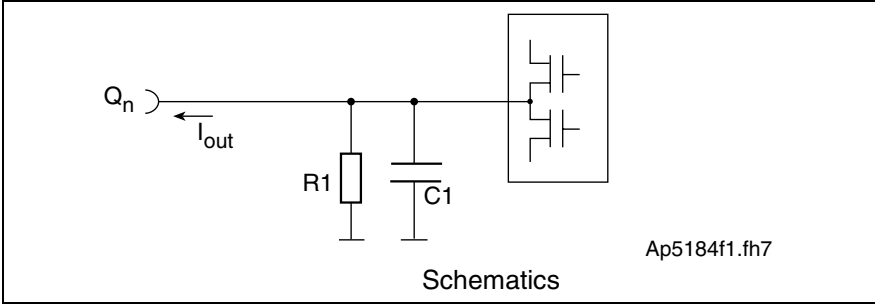 Qn
Iout
R1
C1
Ap5184f1.fh7
Schematics